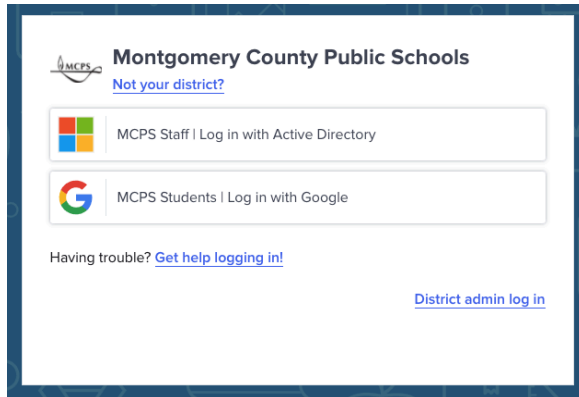 MCPS
Montgomery County Public Schools
Not your district?
MCPS Staff | Log in with Active Directory
MCPS Students | Log in with Google
Having trouble? Get help logging in!
District admin log in